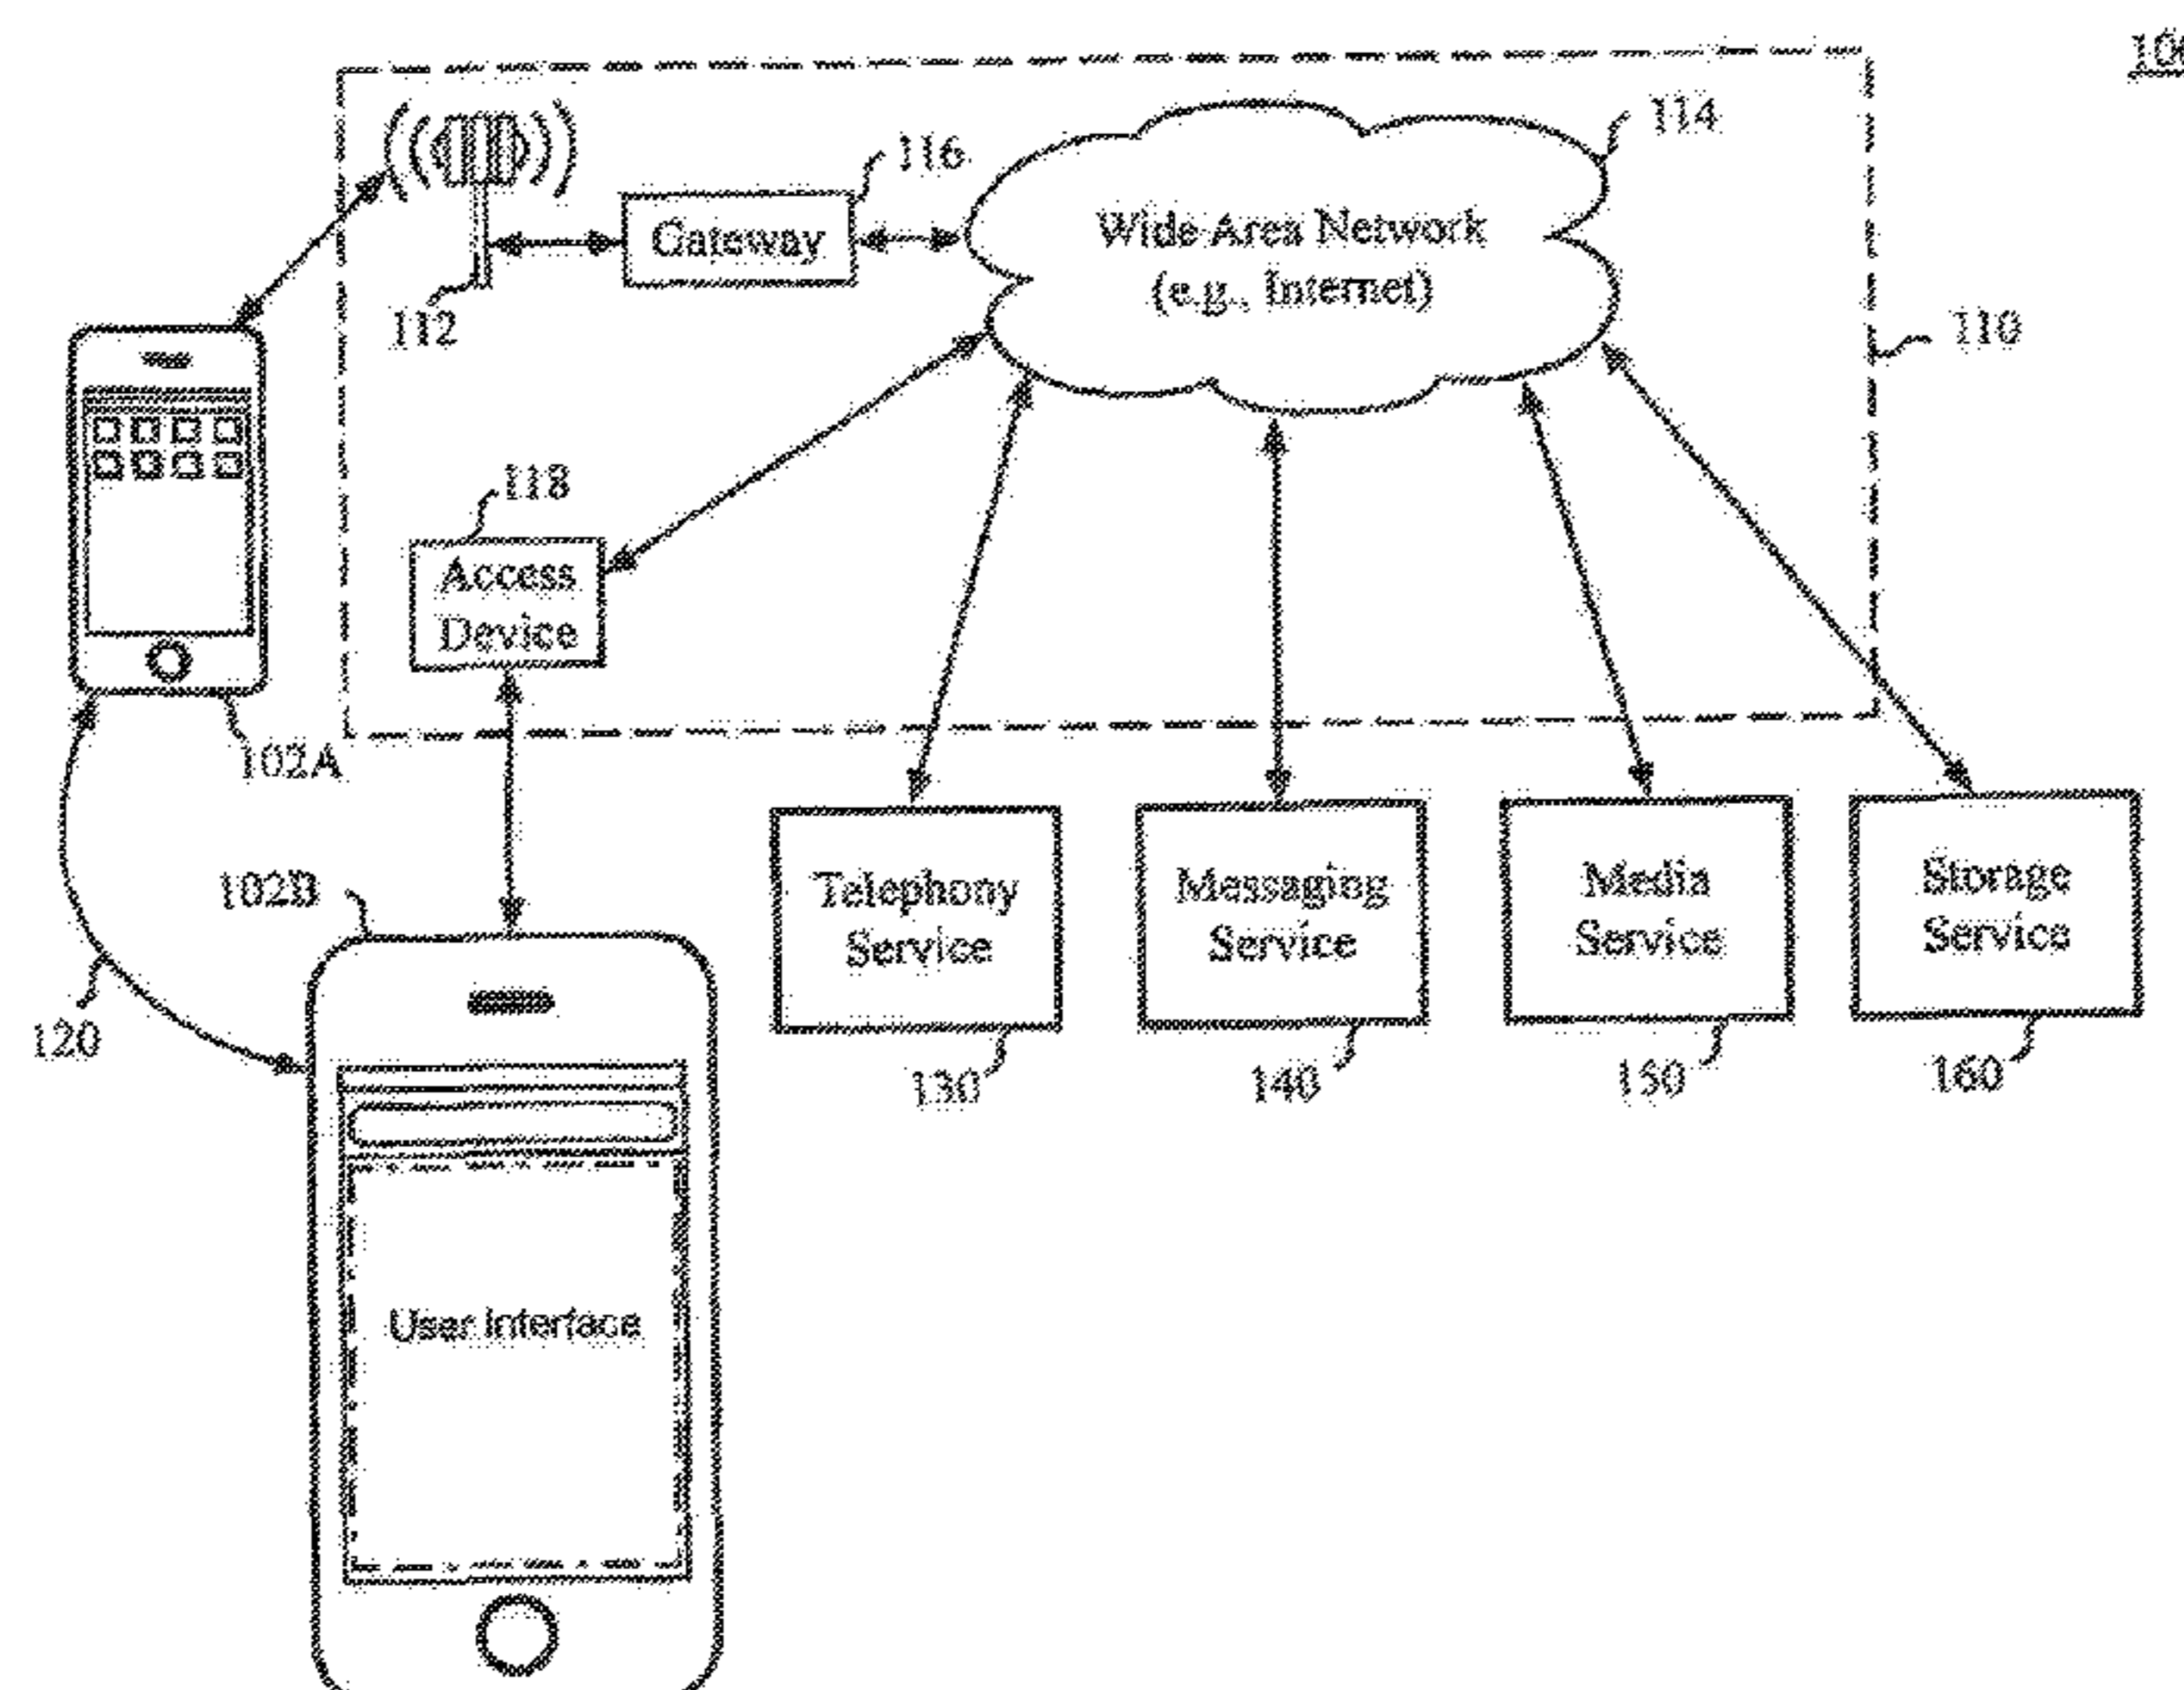 114
116
Wide Area Network
Gateway
(e.g., Internet)
112
110
118
Access
Device
102A
102B
Telephony
Service
Messaging
Service
Media
Service
Storage
Service
120
130
140
150
160
User Interface